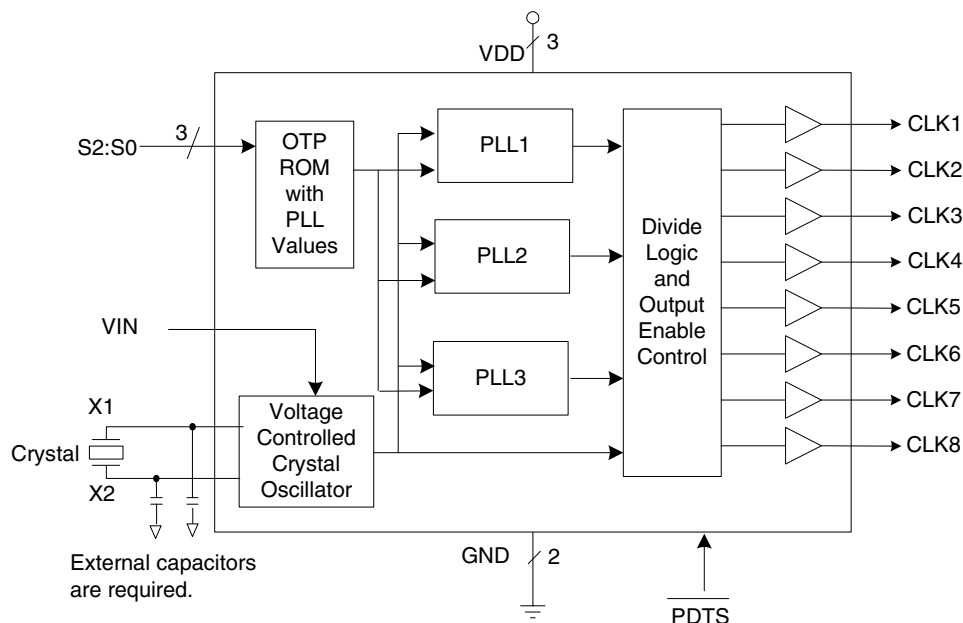 VDD
3
S2:S0
3
OTP
ROM
with
PLL
Values
PLL1
PLL2
PLL3
Divide
Logic
and
Output
Enable
Control
CLK1
CLK2
CLK3
CLK4
CLK5
CLK6
CLK7
CLK8
VIN
X1
Crystal
X2
Voltage
Controlled
Crystal
Oscillator
External capacitors
are required.
GND
2
PDTS